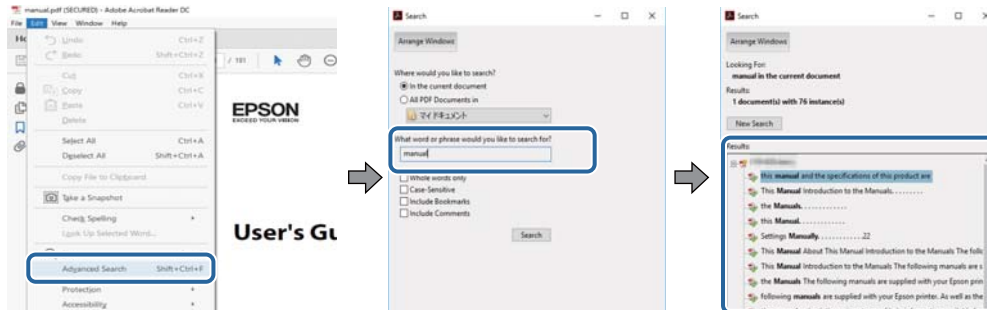 manual.pdf (SECURED) - Adobe Acrobat Reader DC
File Edit View Window Help
Undo Ctrl+Z
Redo Shift+Ctrl+Z
Cut Ctrl+X
Copy Ctrl+C
Paste Ctrl+V
Delete
Select All Ctrl+A
Deselect All Shift+Ctrl+A
Copy File to Clipboard
Take a Snapshot
Check Spelling
Look Up Selected Word...
Advanced Search Shift+Ctrl+F
Protection
Accessibility
/ 191
EPSON
EXCEED YOUR VISION
User's Gu
Search
Arrange Windows
Where would you like to search?
In the current document
All PDF Documents in
マイ ドキュメント
What word or phrase would you like to search for?
manual
Whole words only
Case-Sensitive
Include Bookmarks
Include Comments
Search
Search
Arrange Windows
Looking For:
manual in the current document
Results:
1 document(s) with 76 instance(s)
New Search
Results:
this manual and the specifications of this product are
This Manual Introduction to the Manuals. . . . . . . . .
the Manuals. . . . . . . . . . . . .
this Manual. . . . . . . . . . . . .
Settings Manually. . . . . . . . . . . . .22
This Manual About This Manual Introduction to the Manuals The follo
This Manual Introduction to the Manuals The following manuals are s
the Manuals The following manuals are supplied with your Epson prin
following manuals are supplied with your Epson printer. As well as the